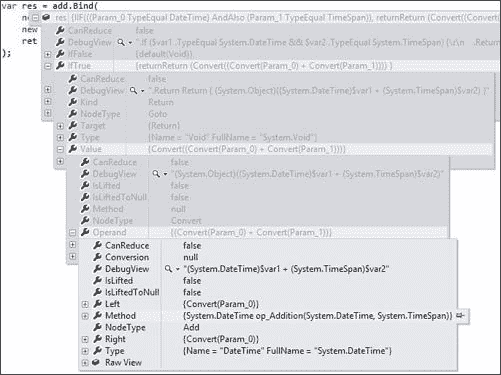 var res = add.Bind(
res {IIF(((Param_0 TypeEqual DateTime) AndAlso (Param_1 TypeEqual TimeSpan)), returnReturn (Convert((Convert(
new CanReduce false
ret DebugView ".If ($var1 .TypeEqual System.DateTime && $var2 .TypeEqual System.TimeSpan) {\r\n .Return
); IfFalse {default(Void)}
IfTrue {returnReturn (Convert((Convert(Param_0) + Convert(Param_1)))) }
CanReduce false
DebugView ".Return Return { (System.Object)((System.DateTime)$var1 + (System.TimeSpan)$var2) }"
Kind Return
NodeType Goto
Target {Return}
Type {Name = "Void" FullName = "System.Void"}
Value {Convert((Convert(Param_0) + Convert(Param_1)))}
CanReduce false
DebugView "(System.Object)((System.DateTime)$var1 + (System.TimeSpan)$var2)"
IsLifted false
IsLiftedToNull false
Method null
NodeType Convert
Operand {(Convert(Param_0) + Convert(Param_1))}
CanReduce false
Conversion null
DebugView "(System.DateTime)$var1 + (System.TimeSpan)$var2"
IsLifted false
IsLiftedToNull false
Left {Convert(Param_0)}
Method {System.DateTime op_Addition(System.DateTime, System.TimeSpan)}
NodeType Add
Right {Convert(Param_0)}
Type {Name = "DateTime" FullName = "System.DateTime"}
Raw View